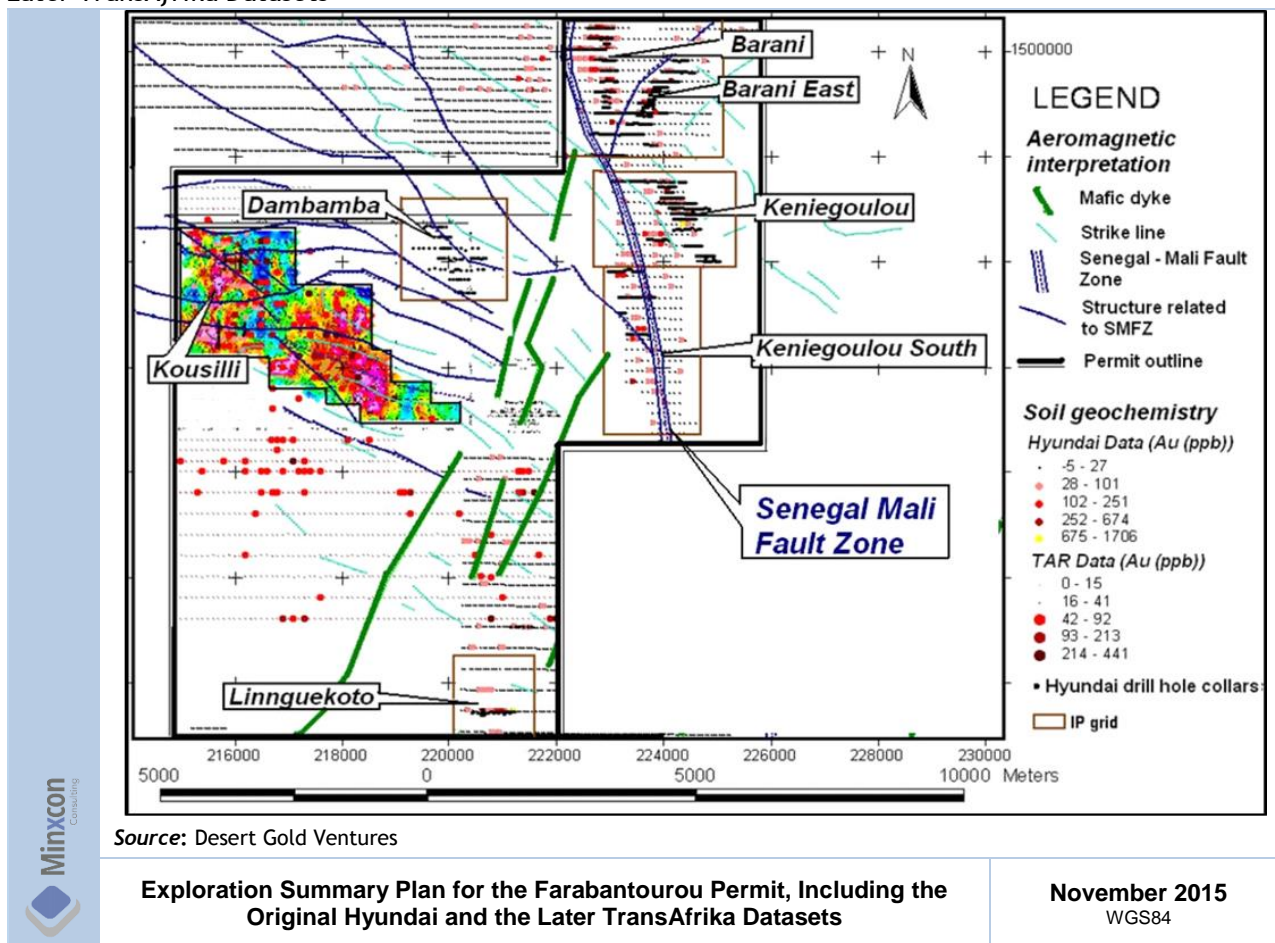 Later TransAfrika Datasets
Barani
Barani East
Dambamba
Keniegoulou
Kousilli
Keniegoulou South
Senegal Mali
Fault Zone
Linnguekoto
N
1500000
LEGEND
Aeromagnetic
interpretation
Mafic dyke
Strike line
Senegal - Mali Fault
Zone
Structure related
to SMFZ
Permit outline
Soil geochemistry
Hyundai Data (Au (ppb))
-5 - 27
28 - 101
102 - 251
252 - 674
675 - 1706
TAR Data (Au (ppb))
0 - 15
16 - 41
42 - 92
93 - 213
214 - 441
Hyundai drill hole collars
IP grid
216000 218000 220000 222000 224000 226000 228000 230000
5000 0 5000 10000 Meters
Minxcon
Consulting
Source: Desert Gold Ventures
Exploration Summary Plan for the Farabantourou Permit, Including the
Original Hyundai and the Later TransAfrika Datasets
November 2015
WGS84